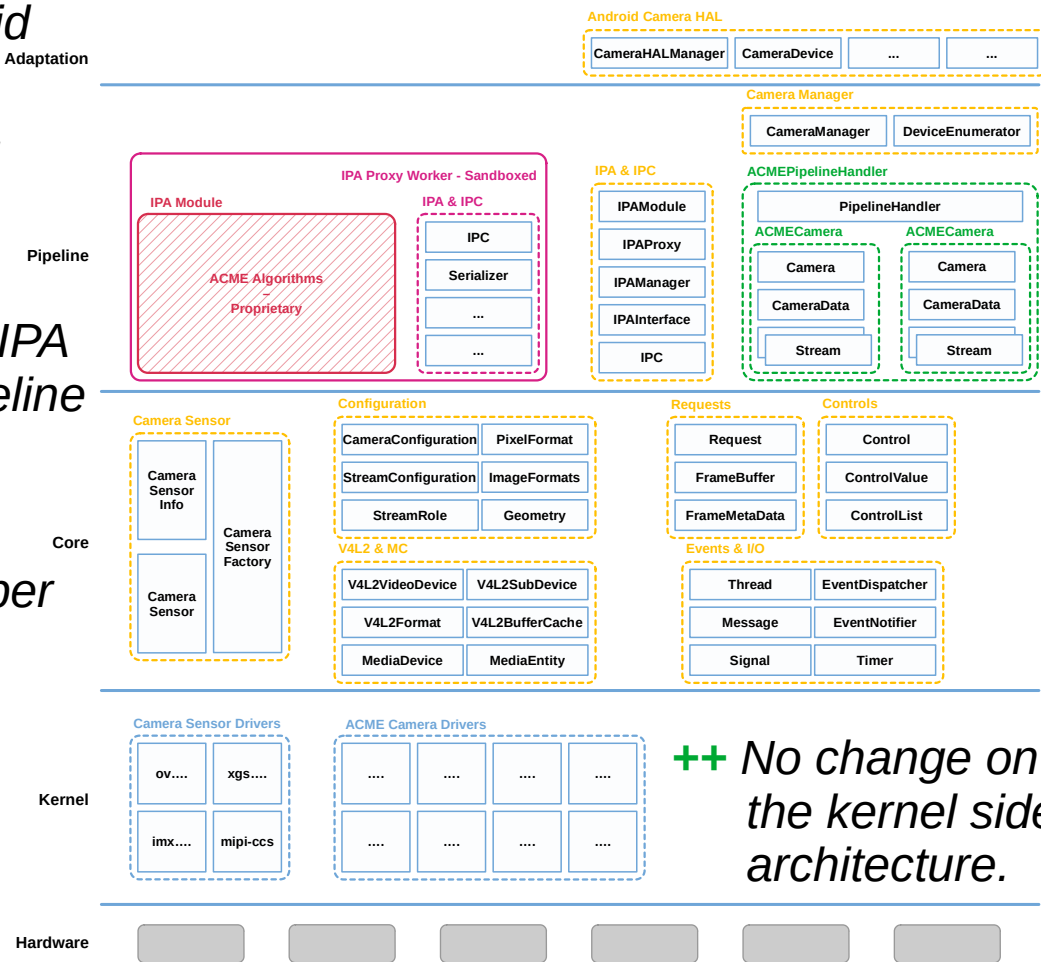 id
Android Camera HAL
Adaptation
CameraHALManager
CameraDevice
...
...
Camera Manager
CameraManager
DeviceEnumerator
IPA Proxy Worker - Sandboxed
IPA Module
ACME Algorithms
–
Proprietary
IPA & IPC
IPC
Serializer
...
...
IPA & IPC
IPAModule
IPAProxy
IPAManager
IPAInterface
IPC
ACMEPipelineHandler
PipelineHandler
ACMECamera
Camera
CameraData
Stream
ACMECamera
Camera
CameraData
Stream
Pipeline
IPA
eline
Camera Sensor
Camera
Sensor
Info
Camera
Sensor
Camera
Sensor
Factory
Configuration
CameraConfiguration
PixelFormat
StreamConfiguration
ImageFormats
StreamRole
Geometry
Requests
Request
FrameBuffer
FrameMetaData
Controls
Control
ControlValue
ControlList
Core
per
V4L2 & MC
V4L2VideoDevice
V4L2SubDevice
V4L2Format
V4L2BufferCache
MediaDevice
MediaEntity
Events & I/O
Thread
EventDispatcher
Message
EventNotifier
Signal
Timer
Camera Sensor Drivers
ov....
xgs....
imx....
mipi-ccs
ACME Camera Drivers
....
....
....
....
....
....
....
....
Kernel
++ No change on
the kernel side
architecture.
Hardware